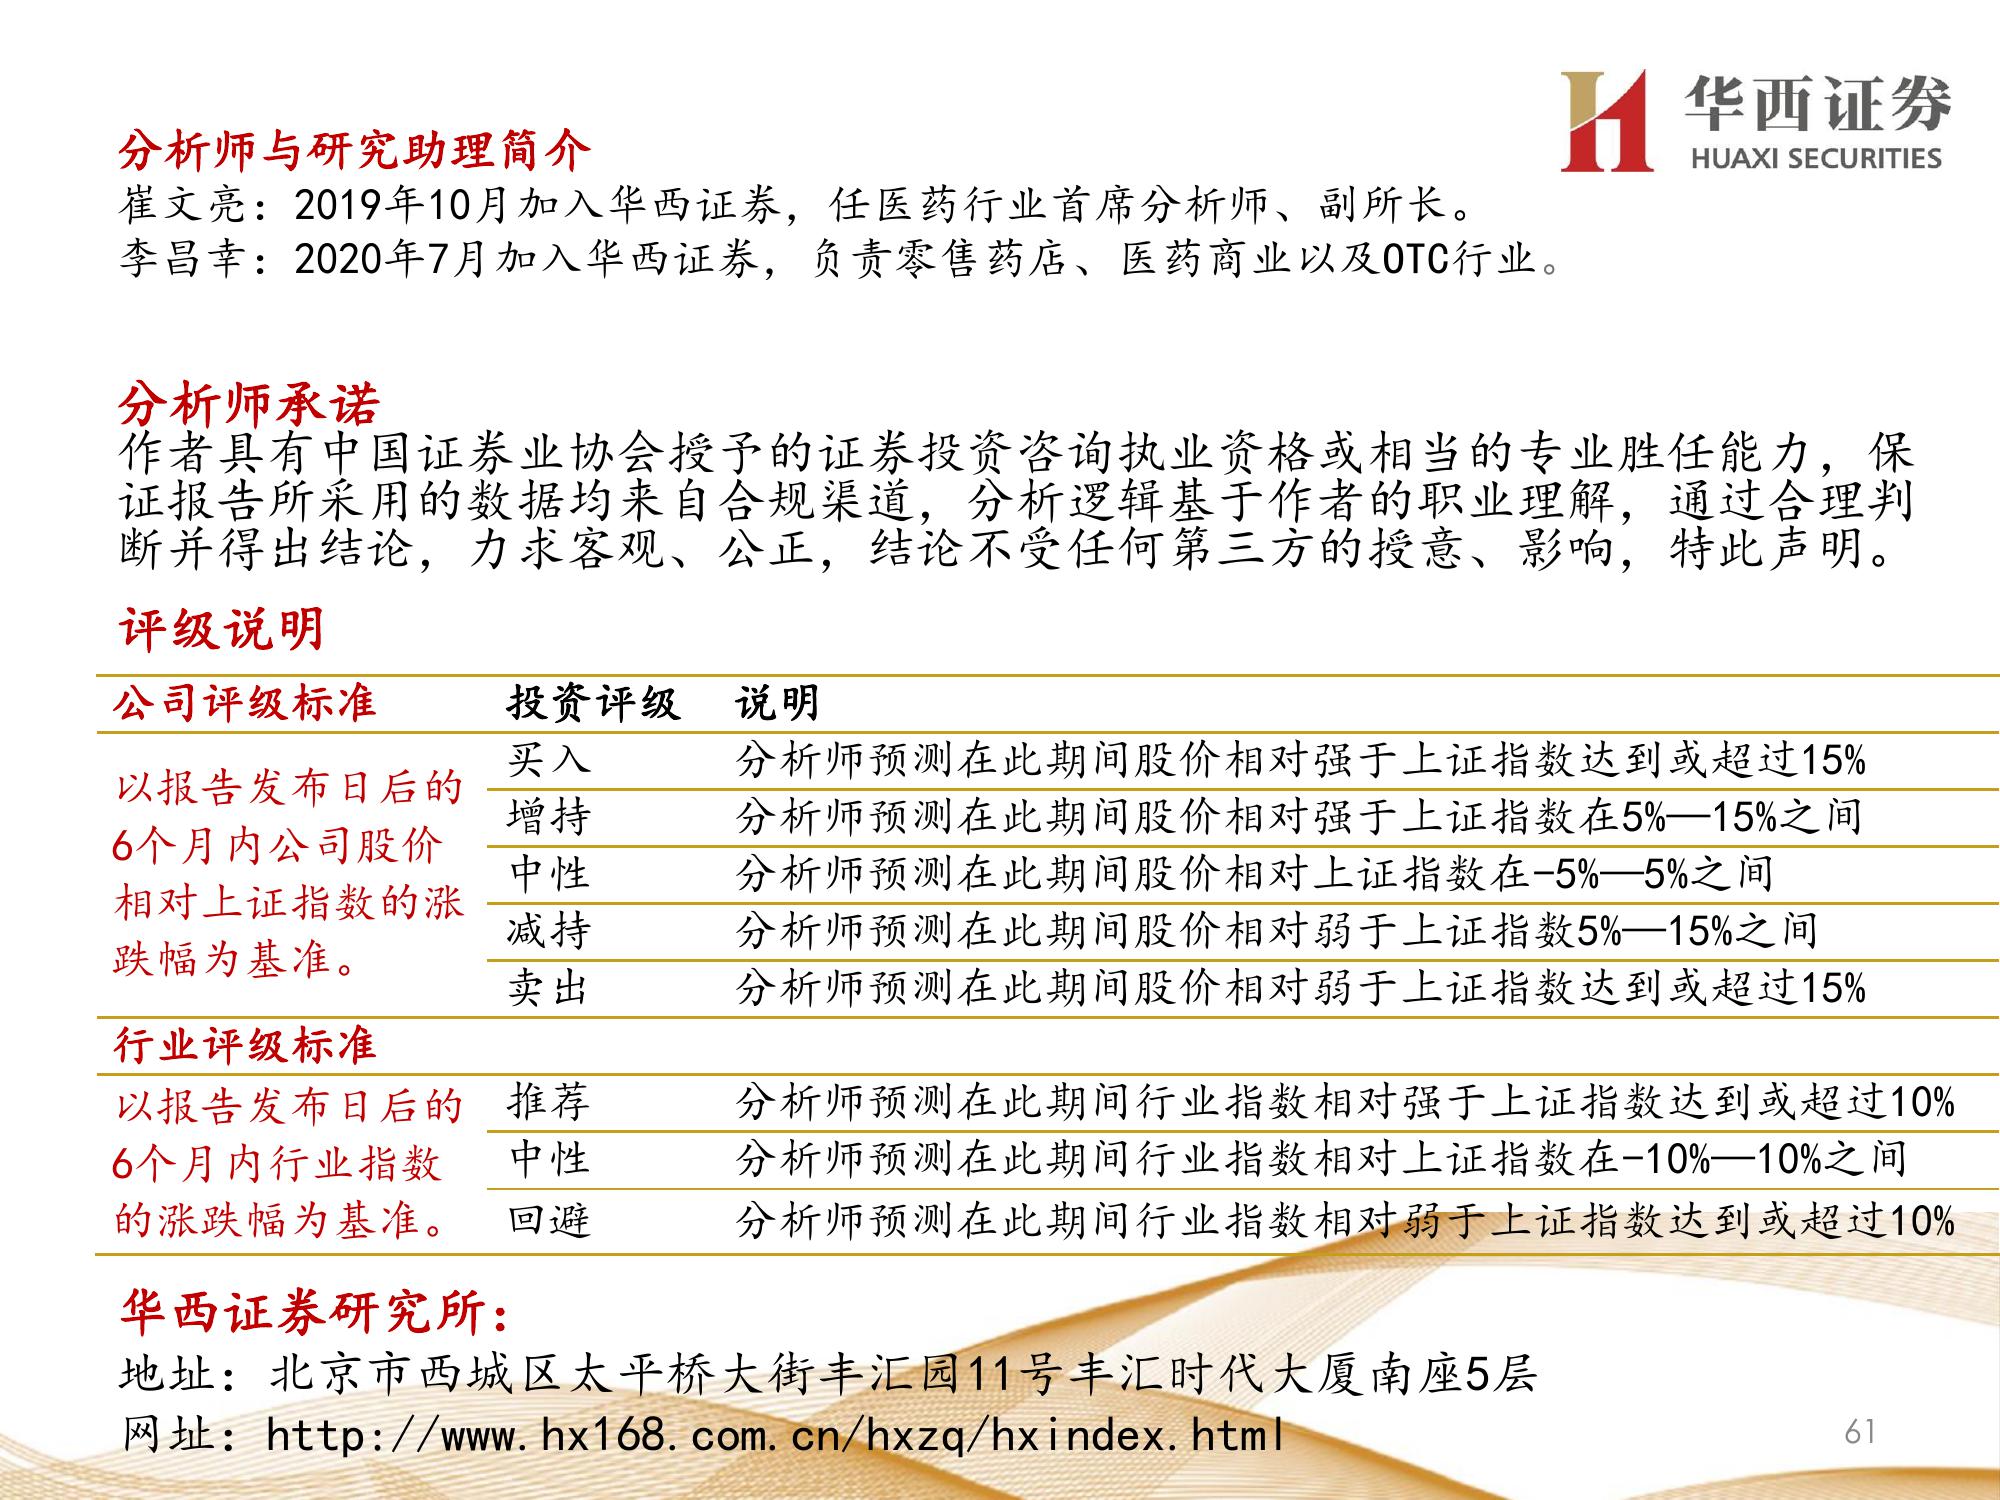 华西证券
HUAXI SECURITIES
分析师与研究助理简介
崔文亮：2019年10月加入华西证券，任医药行业首席分析师、副所长。
李昌幸：2020年7月加入华西证券，负责零售药店、医药商业以及OTC行业。
分析师承诺
作者具有中国证券业协会授予的证券投资咨询执业资格或相当的专业胜任能力，保
证报告所采用的数据均来自合规渠道，分析逻辑基于作者的职业理解，通过合理判
断并得出结论，力求客观、公正，结论不受任何第三方的授意、影响，特此声明。
评级说明
公司评级标准 投资评级 说明
以报告发布日后的
6个月内公司股价
相对上证指数的涨
跌幅为基准。
买入 分析师预测在此期间股价相对强于上证指数达到或超过15%
增持 分析师预测在此期间股价相对强于上证指数在5%—15%之间
中性 分析师预测在此期间股价相对上证指数在-5%—5%之间
减持 分析师预测在此期间股价相对弱于上证指数5%—15%之间
卖出 分析师预测在此期间股价相对弱于上证指数达到或超过15%
行业评级标准
以报告发布日后的
6个月内行业指数
的涨跌幅为基准。
推荐 分析师预测在此期间行业指数相对强于上证指数达到或超过10%
中性 分析师预测在此期间行业指数相对上证指数在-10%—10%之间
回避 分析师预测在此期间行业指数相对弱于上证指数达到或超过10%
华西证券研究所：
地址：北京市西城区太平桥大街丰汇园11号丰汇时代大厦南座5层
网址：http://www.hx168.com.cn/hxzq/hxindex.html
61